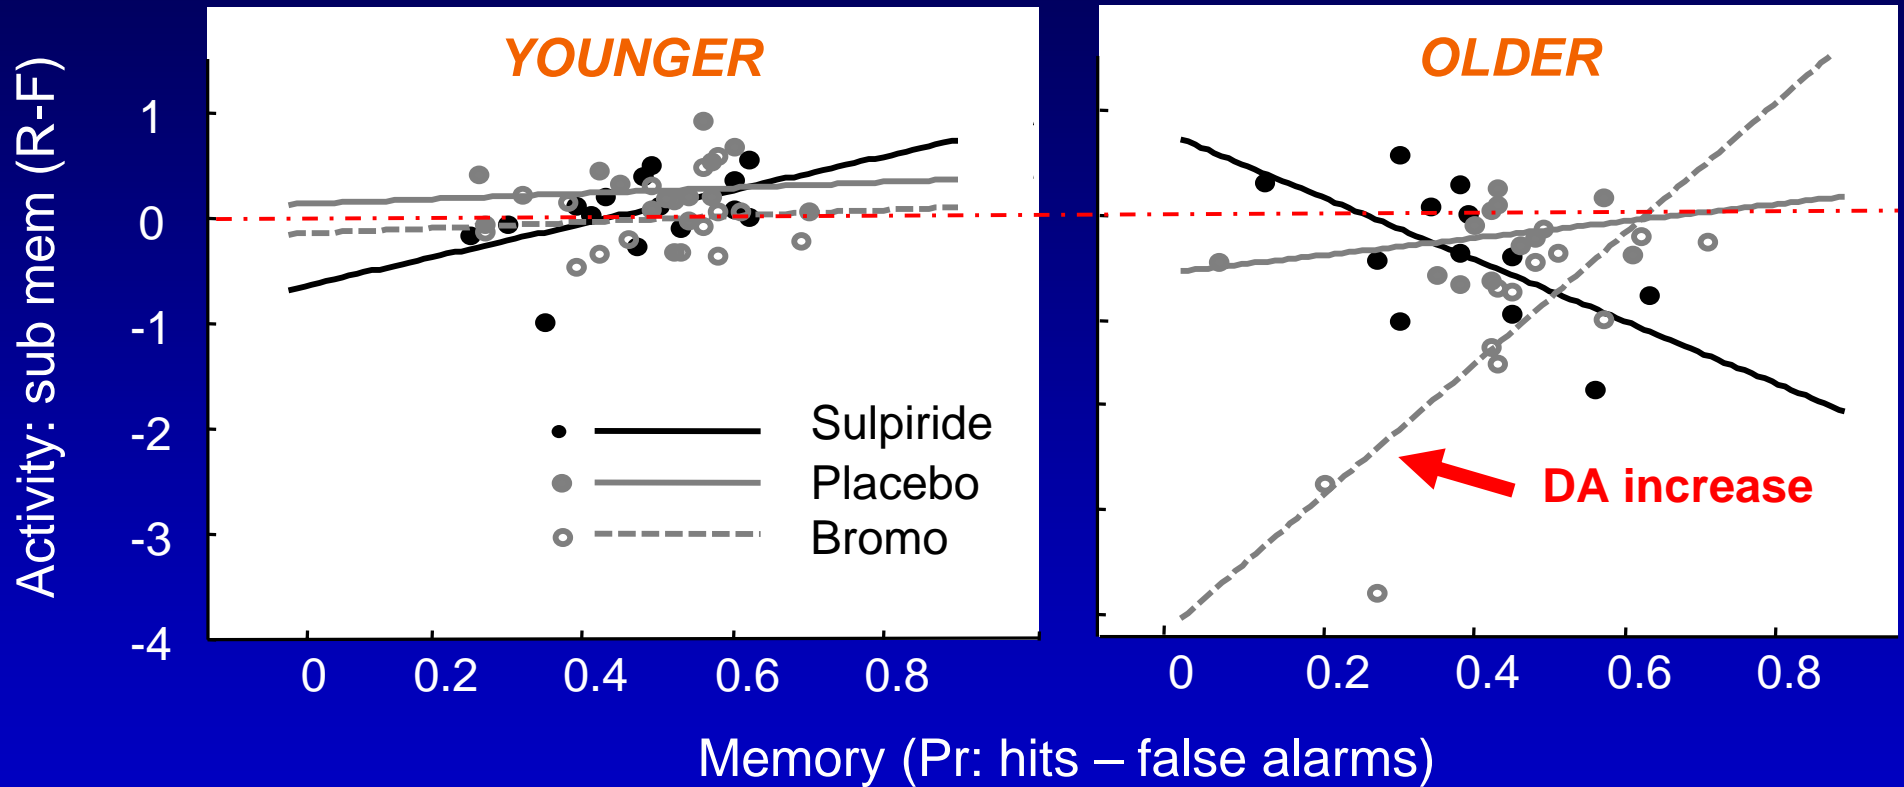 YOUNGER
OLDER
Activity: sub mem (R-F)
1
0
-1
-2
-3
-4
Sulpiride
Placebo
Bromo
DA increase
0 0.2 0.4 0.6 0.8
0 0.2 0.4 0.6 0.8
Memory (Pr: hits – false alarms)